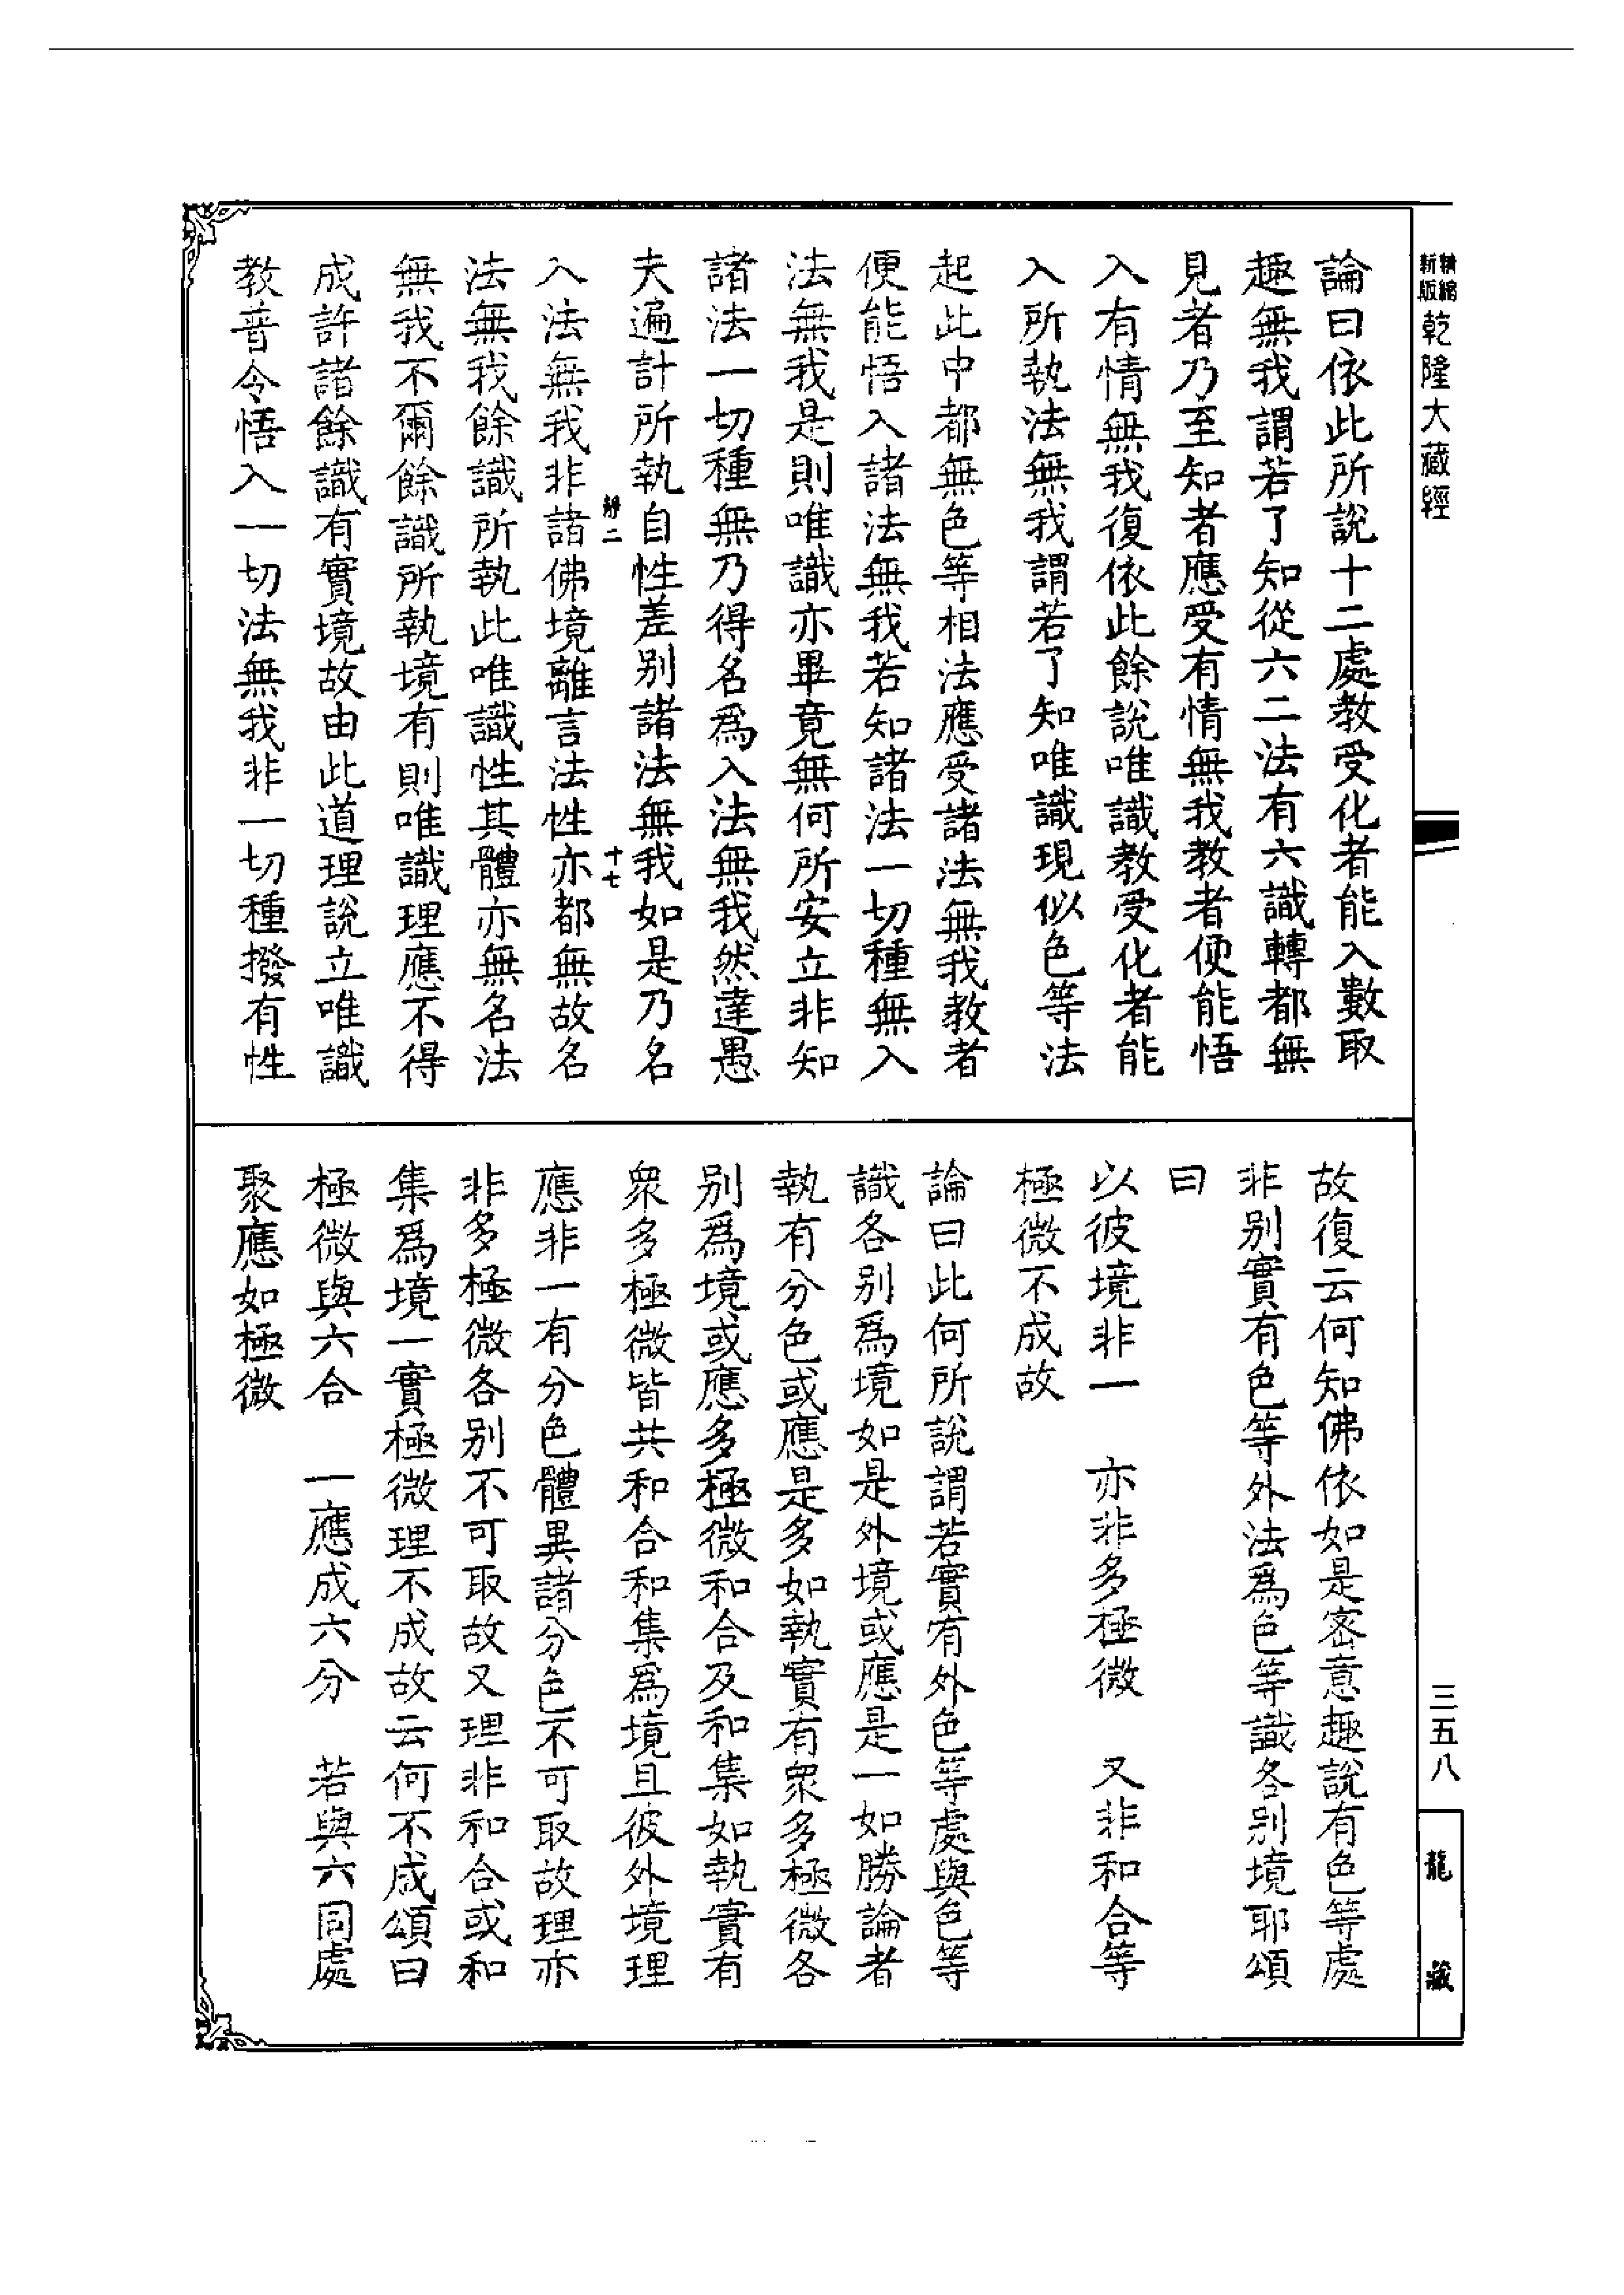 精縮新版乾隆大藏經
論曰依此所說十二處教受化者能入數取
趣無我謂若了知從六二法有六識轉都無
見者乃至知者應受有情無我教者便能悟
入有情無我復依此餘說唯識教受化者能
入所執法無我謂若了知唯識現似色等法
起此中都無色等相法應受諸法無我教者
便能悟入諸法無我若知諸法一切種無入
法無我是則唯識亦畢竟無何所安立非知
諸法一切種無乃得名為入法無我然達愚
夫遍計所執自性差别諸法無我如是乃名
十七
入法無我非諸佛境離言法性亦都無故名
法無我餘識所執此唯識性其體亦無名法
無我不爾餘識所執境有則唯識理應不得
成許諸餘識有實境故由此道理說立唯識
教普令悟入一切法無我非一切種撥有性
故復云何知佛依如是密意趣說有色等處
非别實有色等外法為色等識各别境耶頌
曰
以彼境非一　亦非多極微　又非和合等
極微不成故
論曰此何所說謂若實有外色等處與色等
識各别為境如是外境或應是一如勝論者
執有分色或應是多如執實有眾多極微各
别為境或應多極微和合及和集如執實有
眾多極微皆共和合和集為境且彼外境理
應非一有分色體異諸分色不可取故理亦
非多極微各别不可取故又理非和合或和
集為境一實極微理不成故云何不成頌曰
極微與六合　一應成六分　若與六同處
聚應如極微
三五八
龍藏